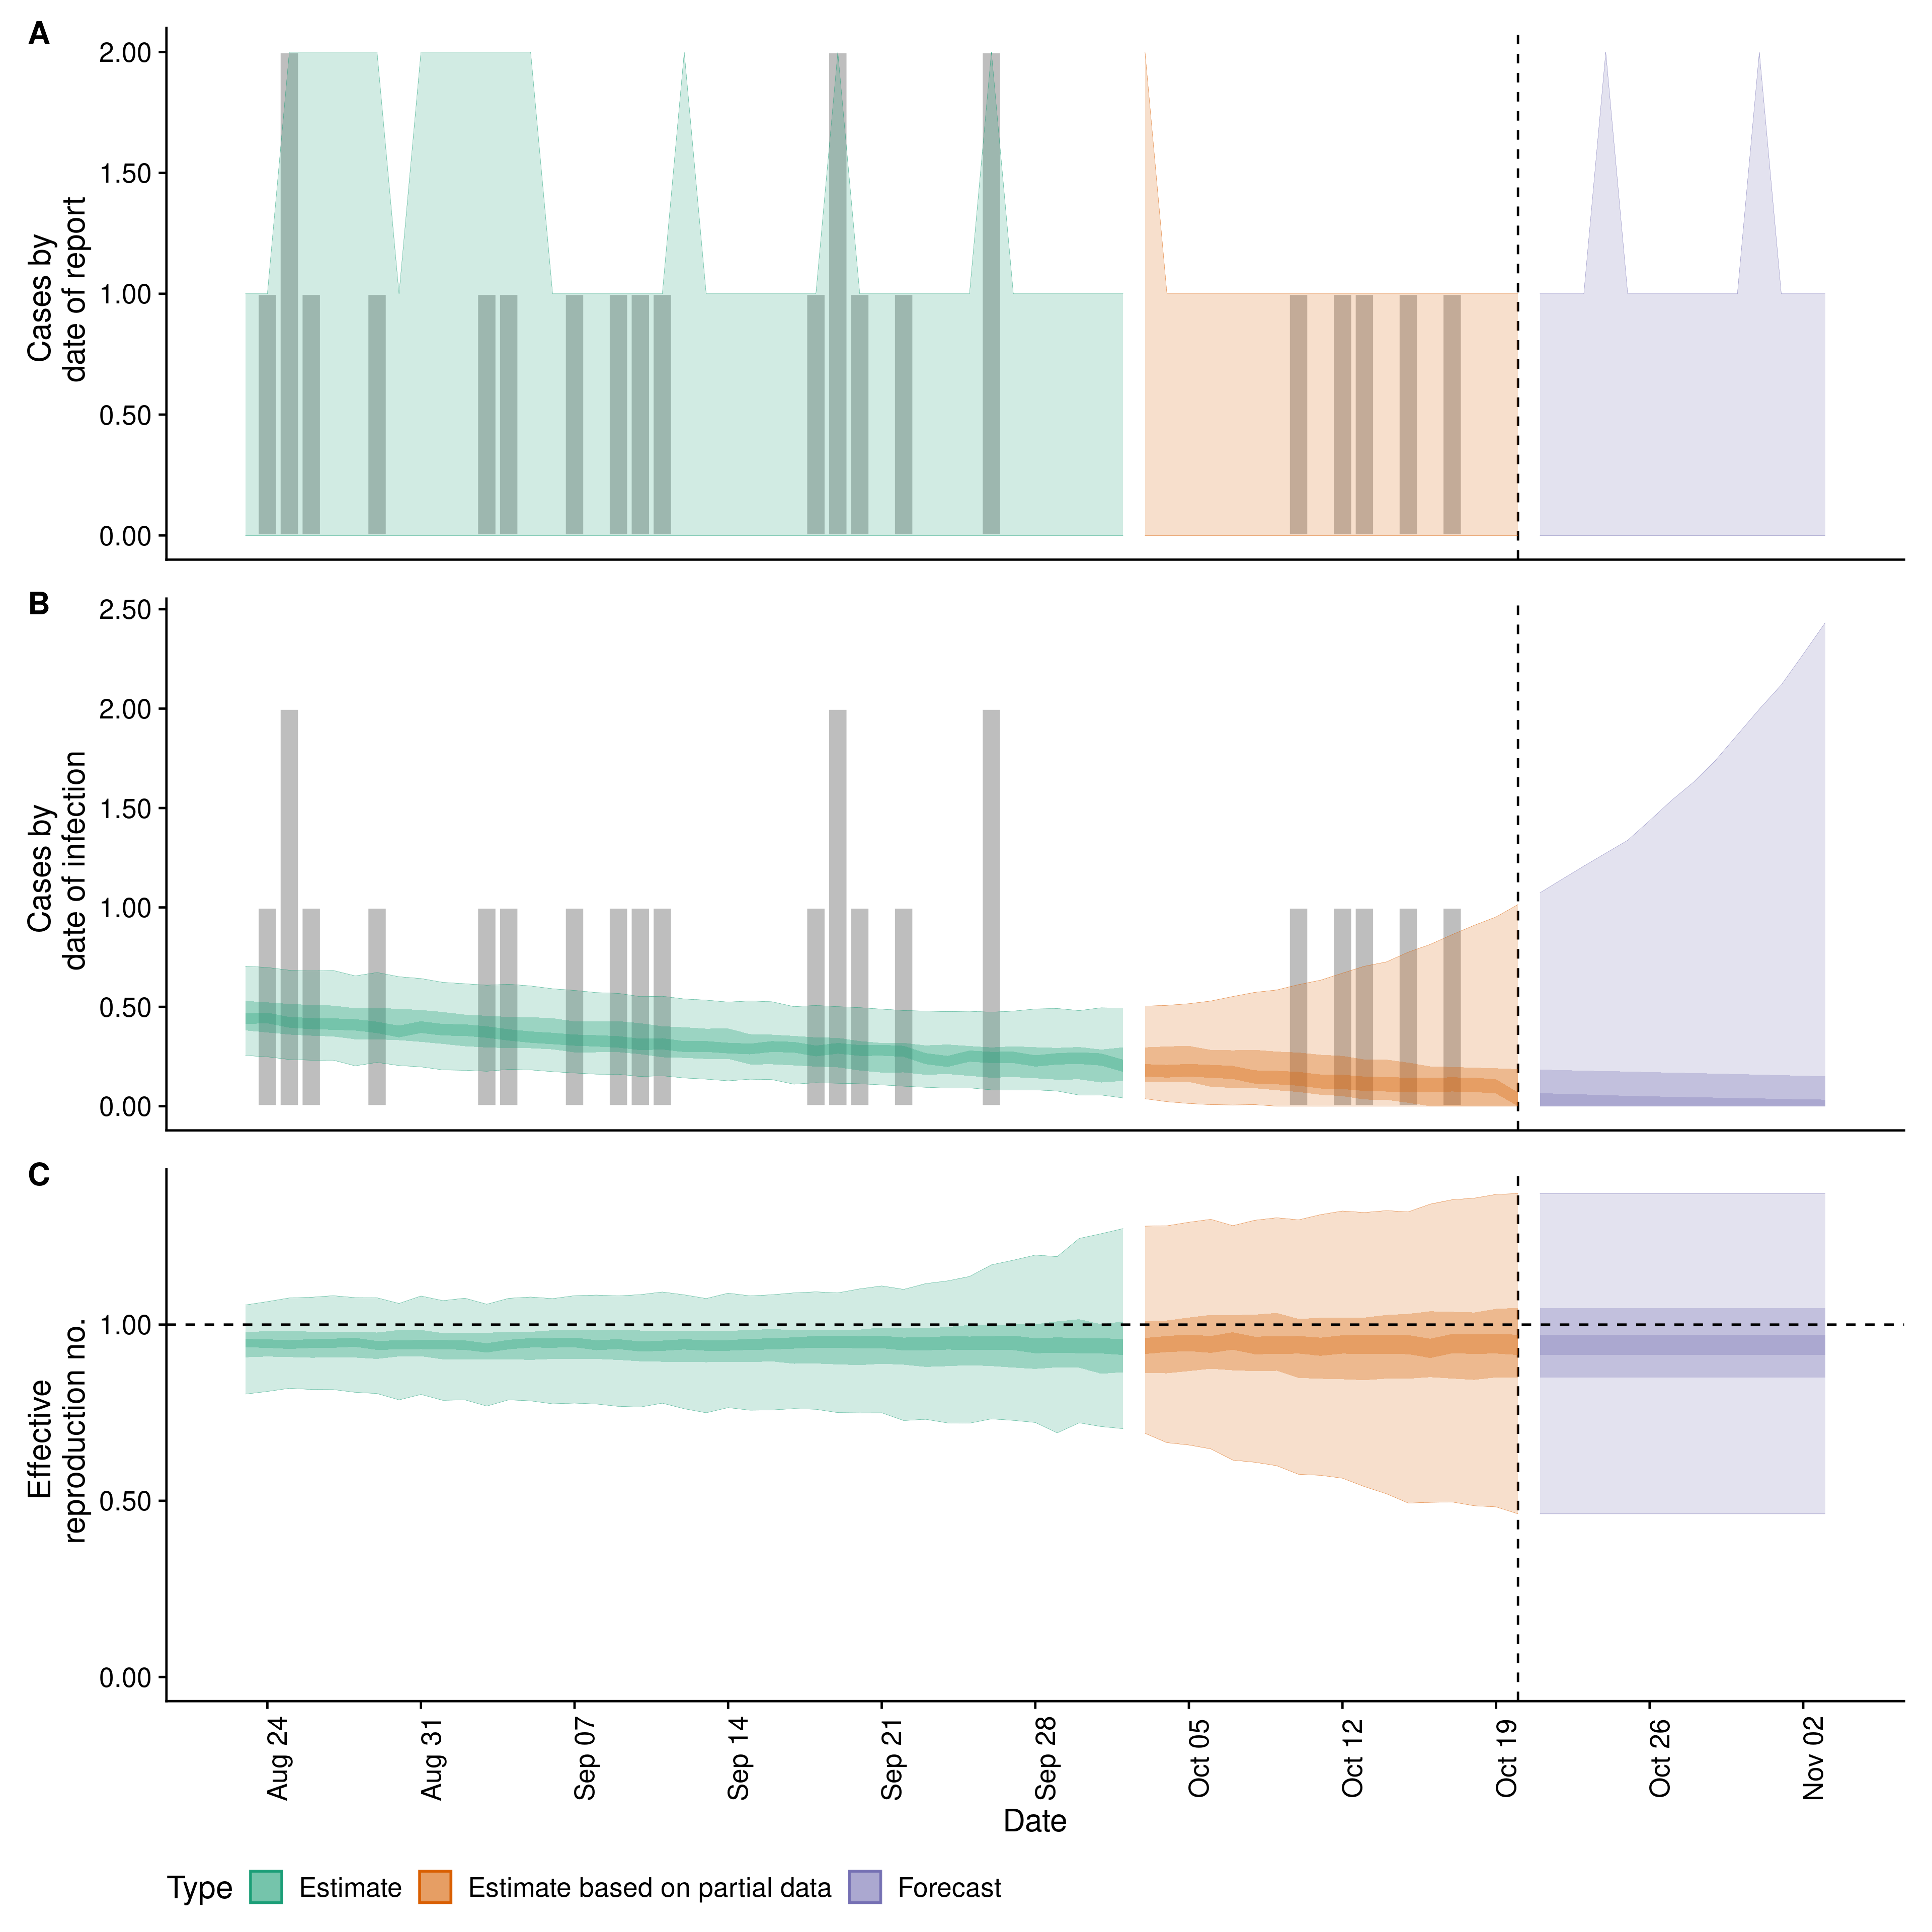 A
Cases by
date of report
2.00
1.50
1.00
0.50
0.00
B
Cases by
date of infection
2.50
2.00
1.50
1.00
0.50
0.00
C
Effective
reproduction no.
1.00
0.50
0.00
Aug 24
Aug 31
Sep 07
Sep 14
Sep 21
Sep 28
Oct 05
Oct 12
Oct 19
Oct 26
Nov 02
Date
Type Estimate Estimate based on partial data Forecast